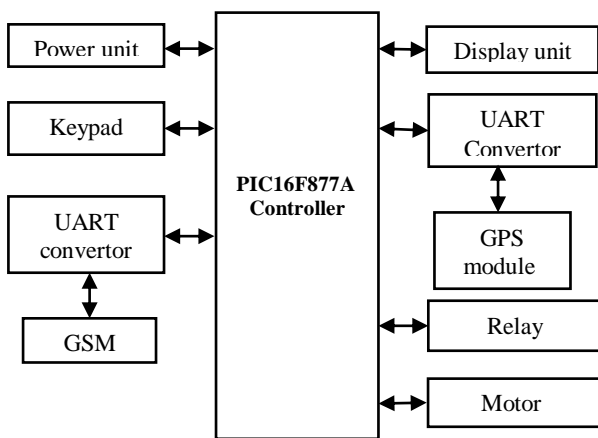 Power unit
Keypad
UART
convertor
GSM
PIC16F877A
Controller
Display unit
UART
Convertor
GPS
module
Relay
Motor